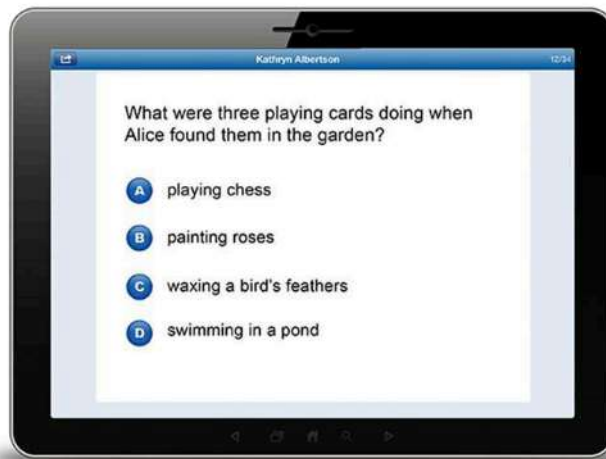 Kathryn Albertson
12/34
What were three playing cards doing when
Alice found them in the garden?
A playing chess
B painting roses
C waxing a bird's feathers
D swimming in a pond